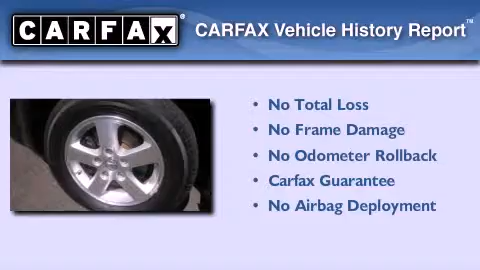 CARFAX® CARFAX Vehicle History Report™
• No Total Loss
• No Frame Damage
• No Odometer Rollback
• Carfax Guarantee
• No Airbag Deployment